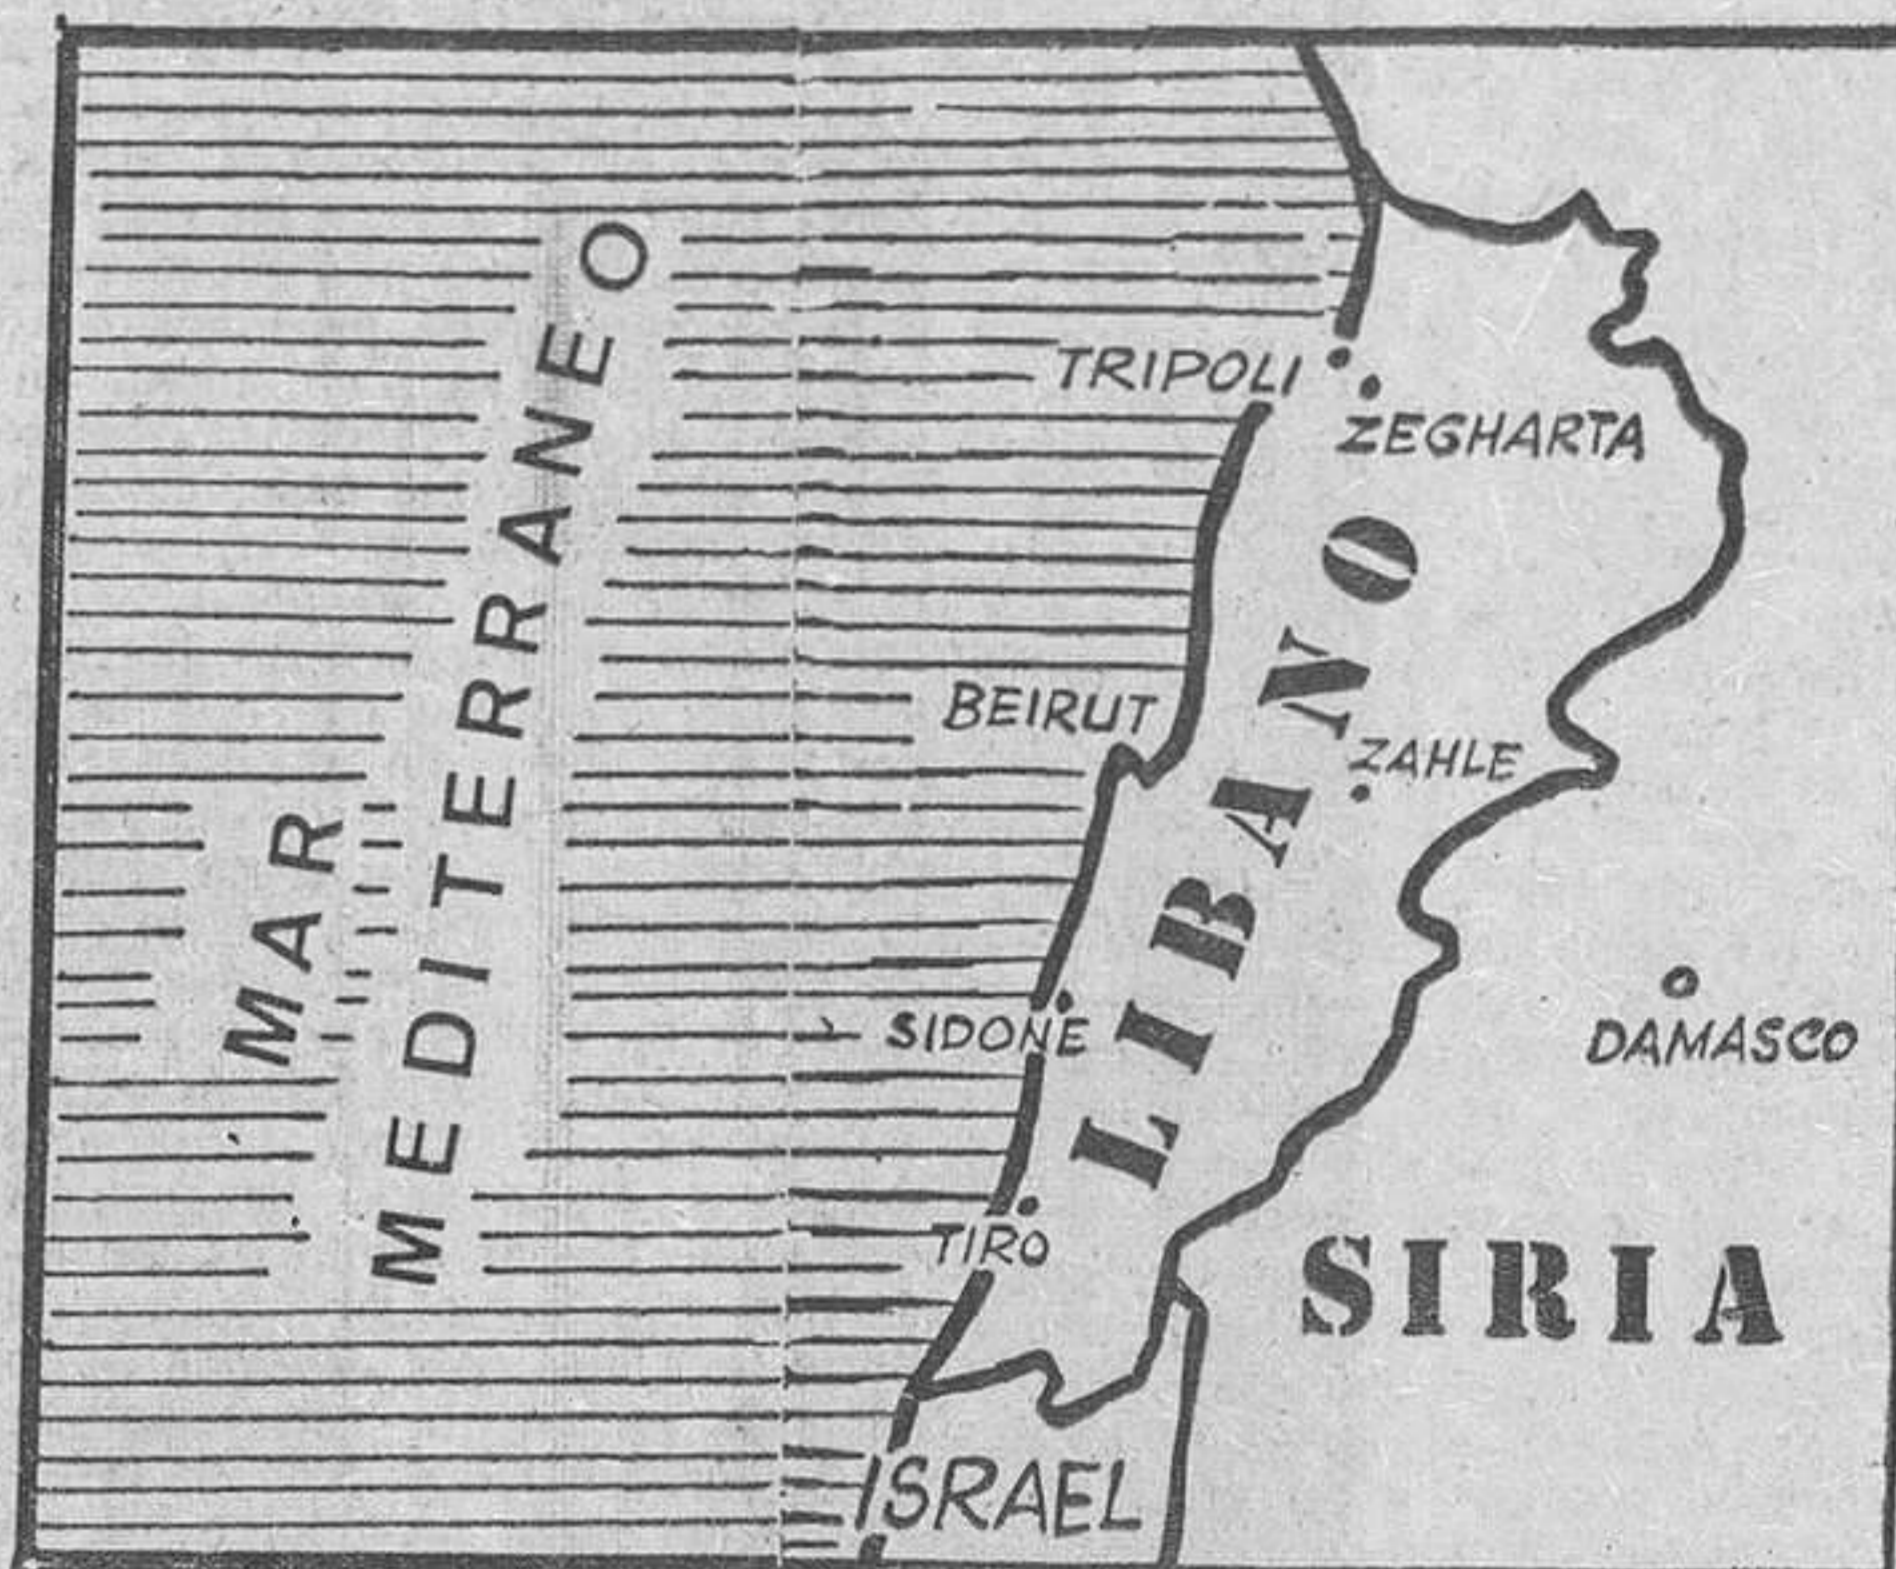 MAR
MEDITERRANEO
TRIPOLI
ZEGHARTA
LIBANO
BEIRUT
ZAHLE
SIDONE
DAMASCO
TIRO
SIRIA
ISRAEL